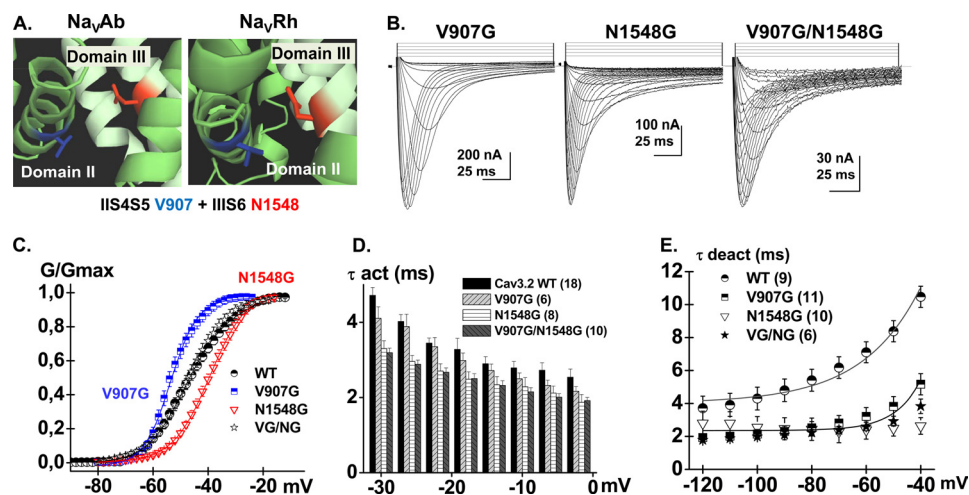 A.
NaVAb
NaVRh
Domain III
Domain III
Domain II
Domain II
IIS4S5 V907 + IIIS6 N1548
B.
V907G
N1548G
V907G/N1548G
200 nA
25 ms
100 nA
25 ms
30 nA
25 ms
C.
G/Gmax
N1548G
1,0
0,8
0,6
0,4
0,2
0,0
V907G
WT
V907G
N1548G
VG/NG
-80
-60
-40
-20
mV
D.
τ act (ms)
Cav3.2 WT (18)
V907G (6)
N1548G (8)
V907G/N1548G (10)
4
2
0
-30
-20
-10
0
mV
E.
τ deact (ms)
WT (9)
V907G (11)
N1548G (10)
VG/NG (6)
12
10
8
6
4
2
0
-120
-100
-80
-60
-40
mV